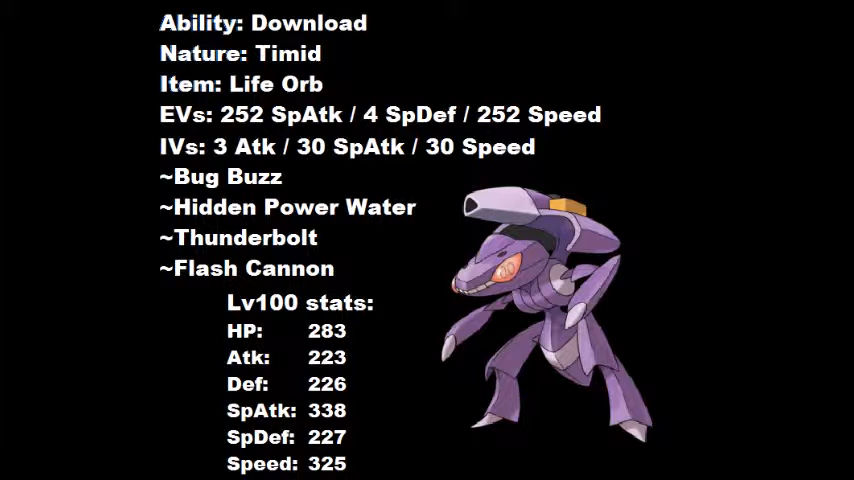 Ability: Download
Nature: Timid
Item: Life Orb
EVs: 252 SpAtk / 4 SpDef / 252 Speed
IVs: 3 Atk / 30 SpAtk / 30 Speed
~Bug Buzz
~Hidden Power Water
~Thunderbolt
~Flash Cannon
Lv100 stats:
HP: 283
Atk: 223
Def: 226
SpAtk: 338
SpDef: 227
Speed: 325